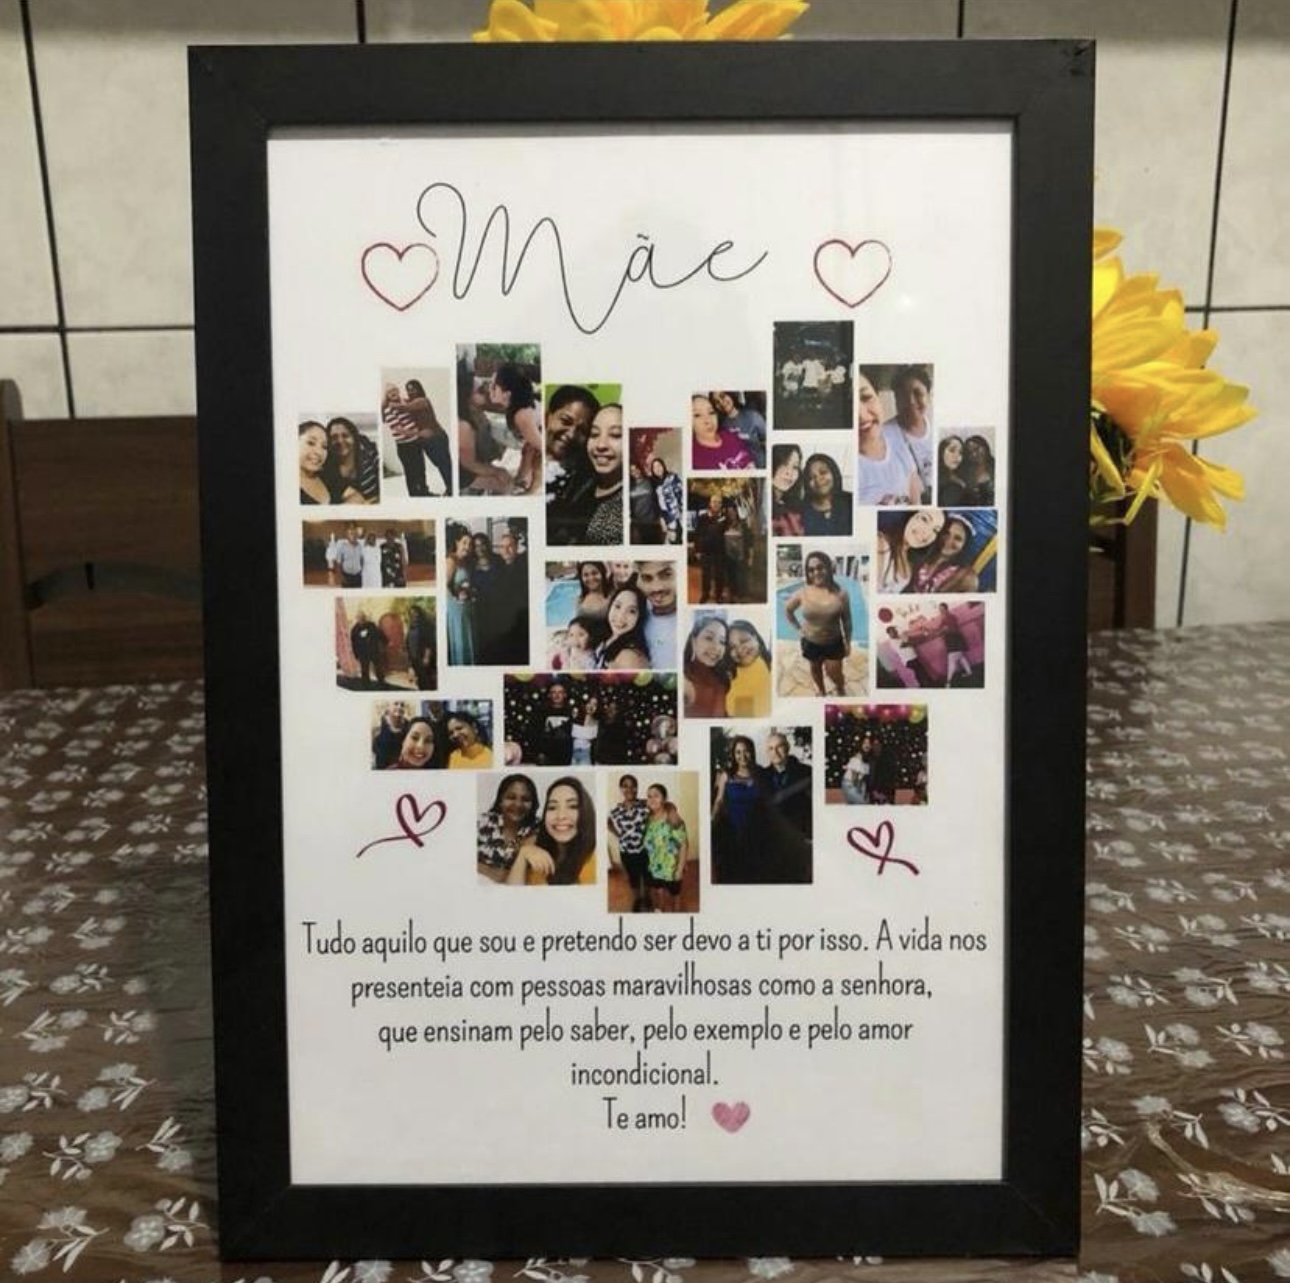 Mãe
Tudo aquilo que sou e pretendo ser devo a ti por isso. A vida nos
presenteia com pessoas maravilhosas como a senhora,
que ensinam pelo saber, pelo exemplo e pelo amor
incondicional.
Te amo!